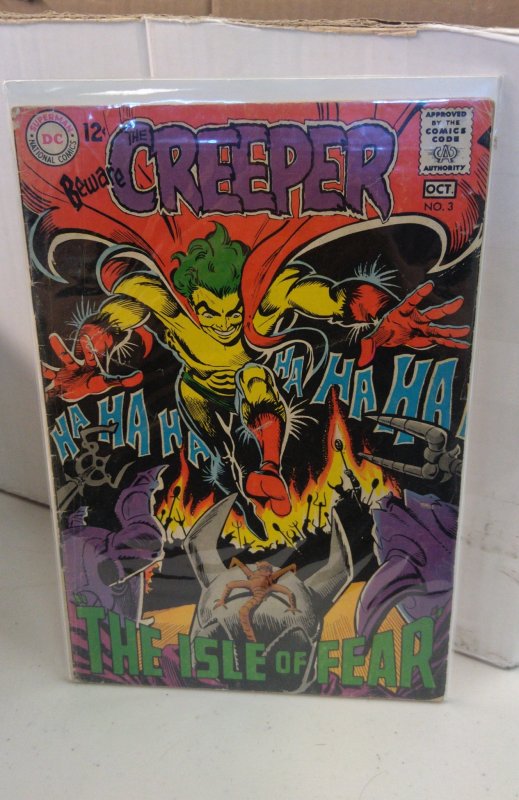 SUPERMAN
DC
NATIONAL COMICS
12¢
APPROVED
BY THE
COMICS
CODE
CA
AUTHORITY
OCT.
NO. 3
Beware
THE
CREEPER
HA HA HA HA HA HA
"THE ISLE OF FEAR"